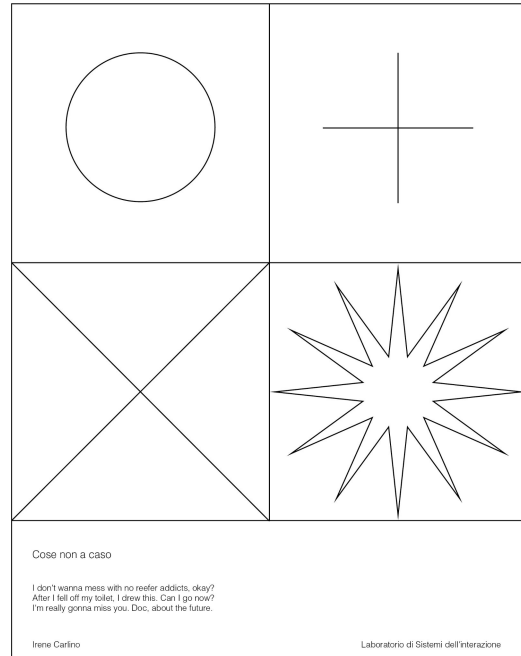 Cose non a caso
I don't wanna mess with no reefer addicts, okay?
After I fell off my toilet, I drew this. Can I go now?
I'm really gonna miss you. Doc, about the future.
Irene Carlino
Laboratorio di Sistemi dell'interazione